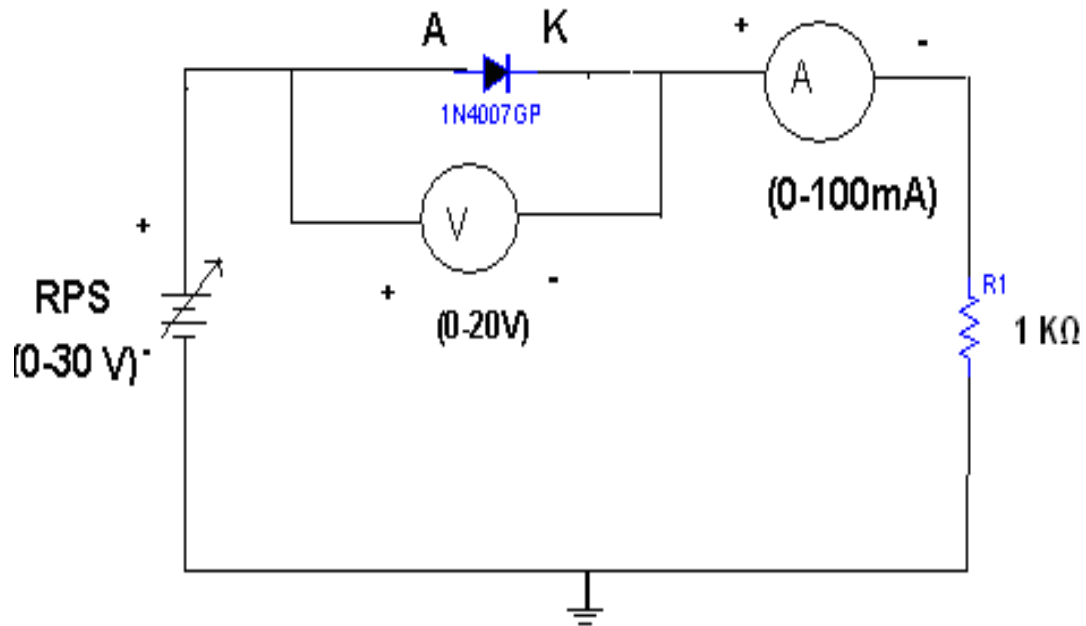 A K
+ -
A
1N4007GP
(0-100mA)
V
+
+ -
RPS
(0-20V)
R1
1 KΩ
(0-30 V)
-